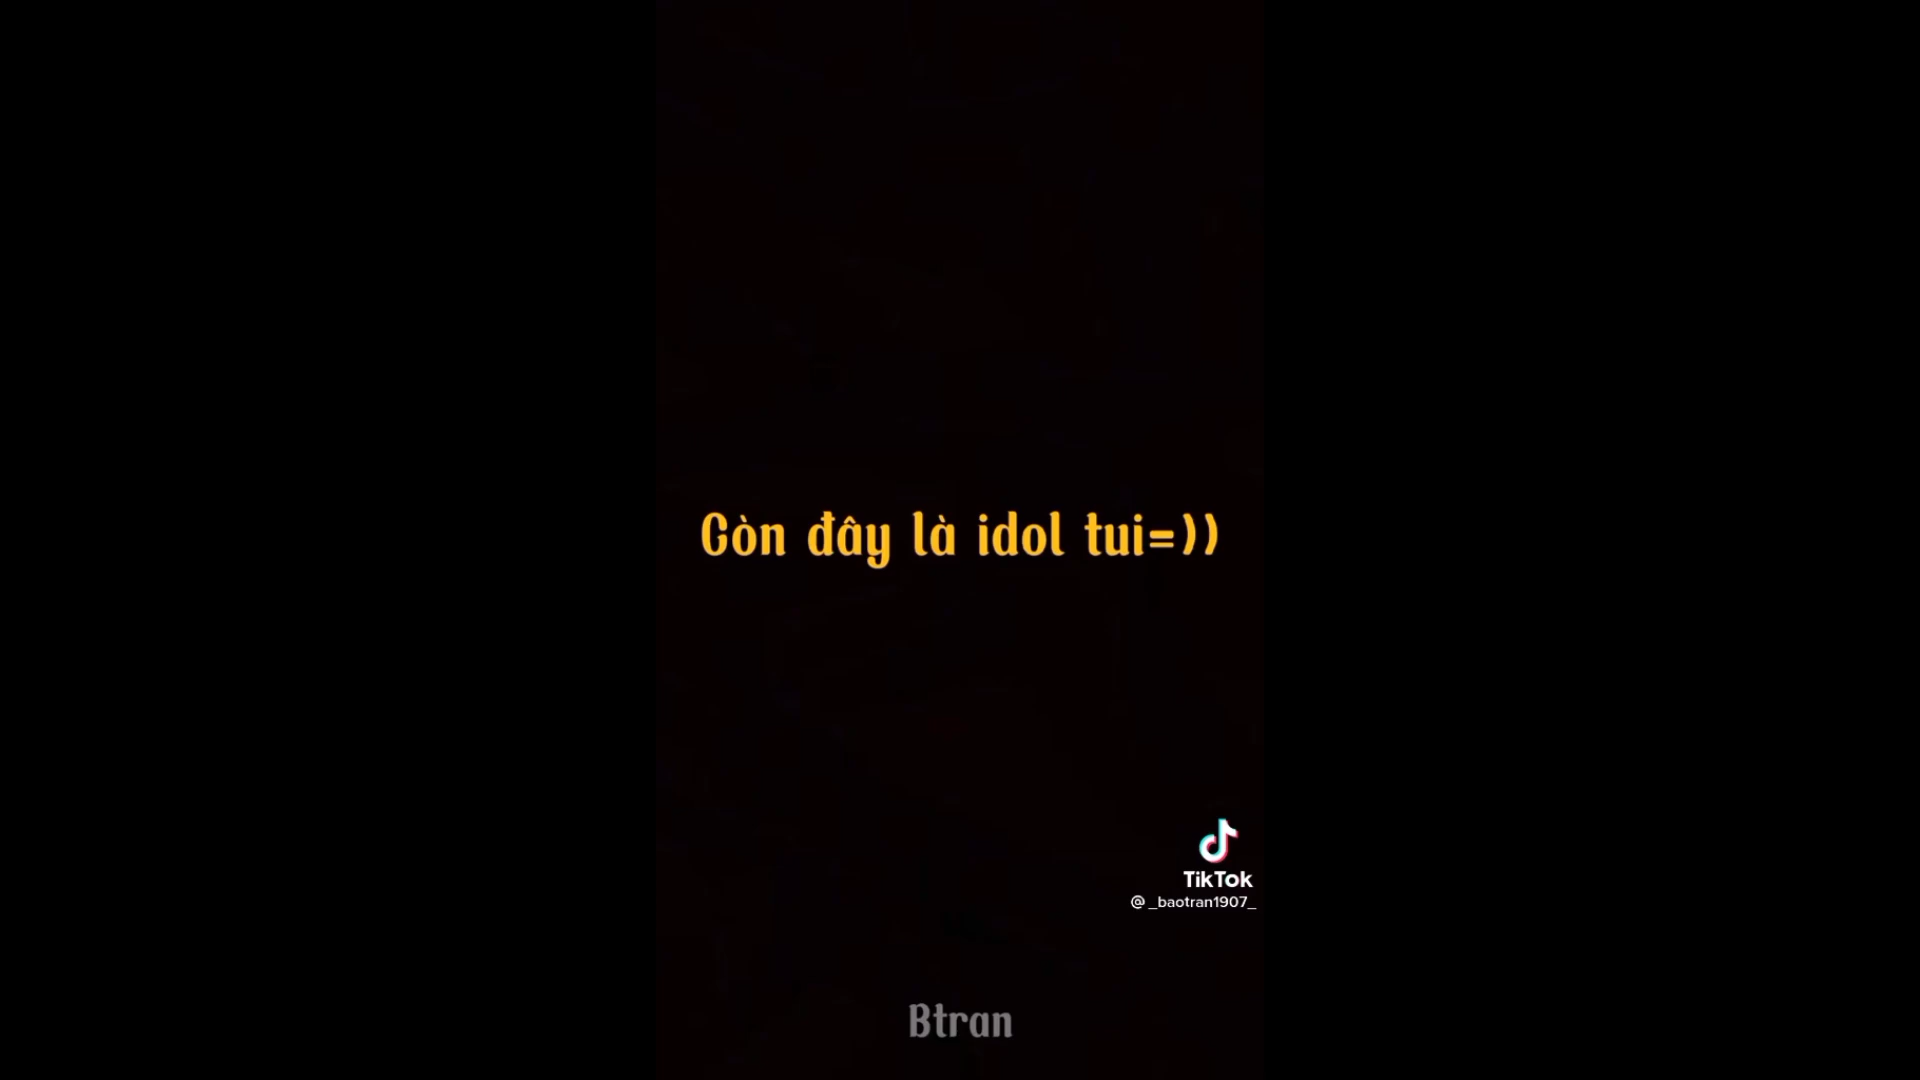 Còn đây là idol tui=))
TikTok
@_baotran1907_
Btran